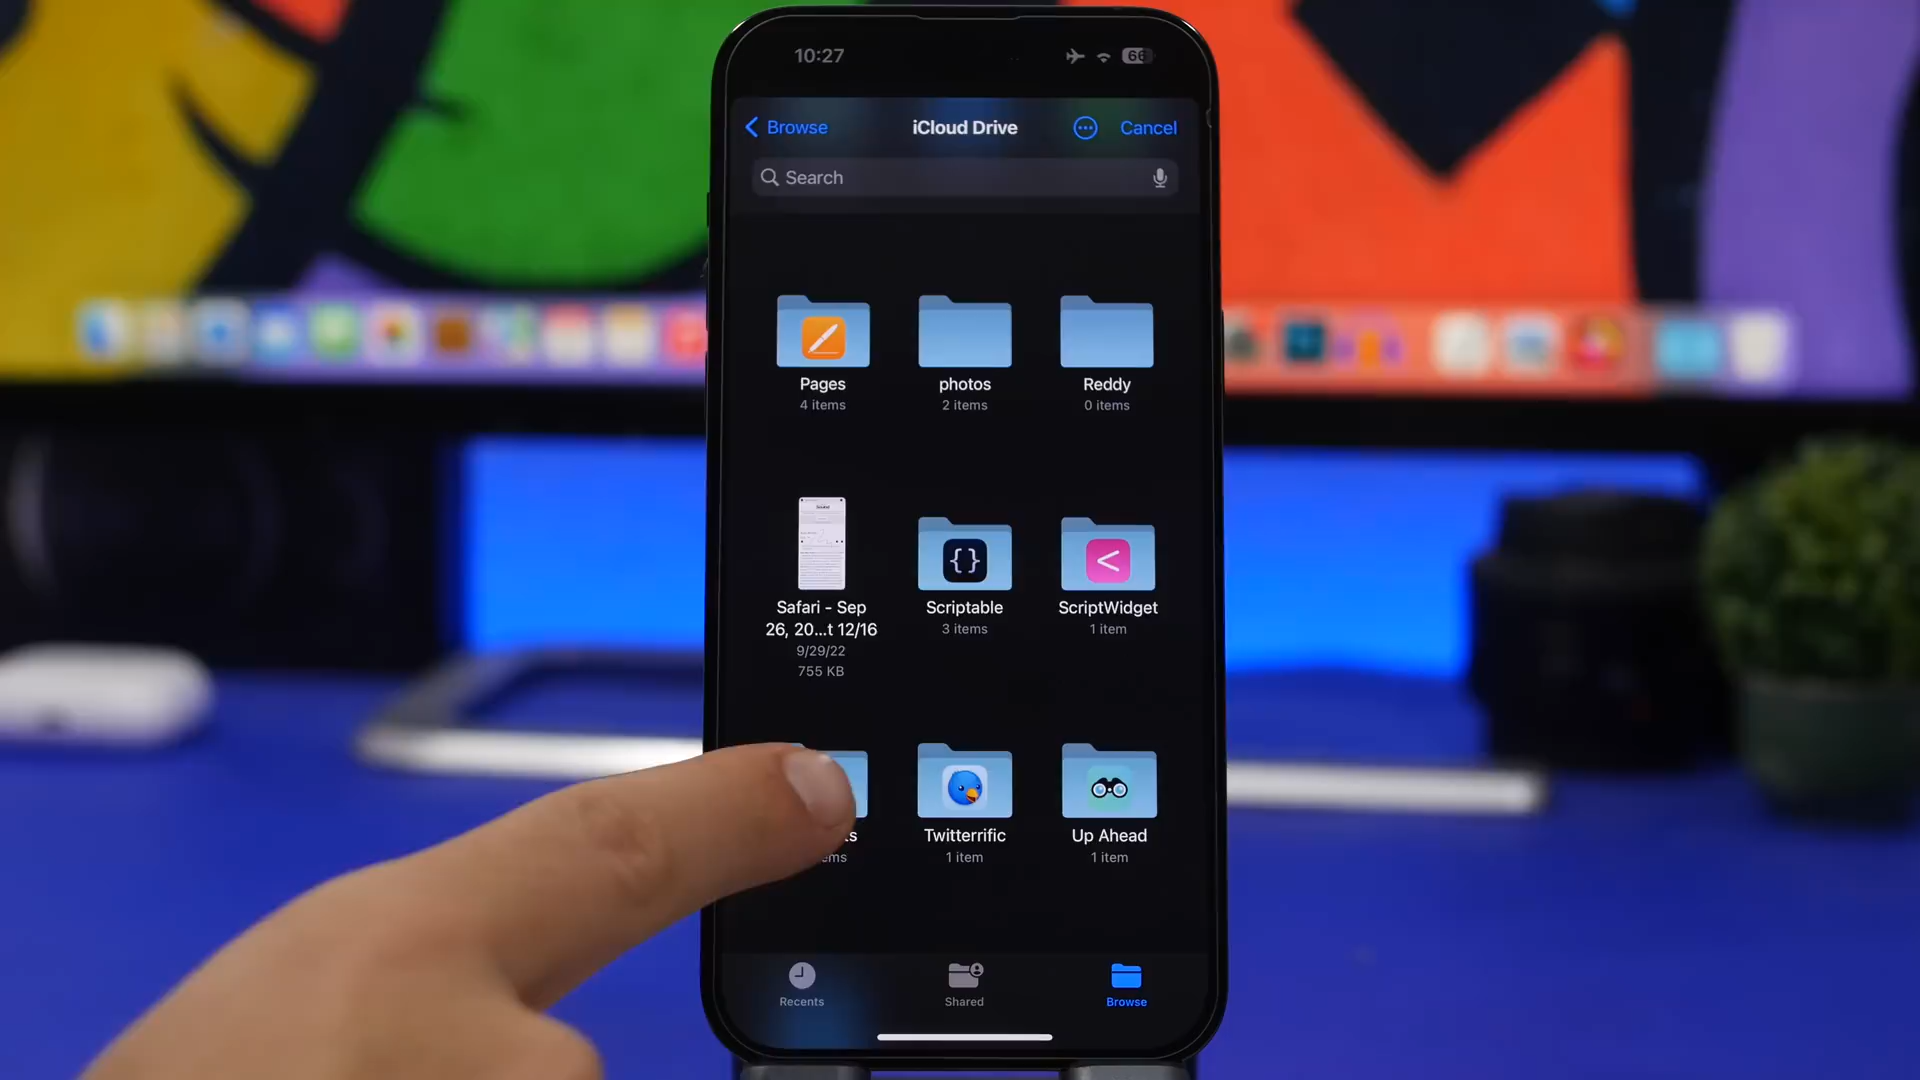 10:27
66
Browse
iCloud Drive
Cancel
Search
Pages
photos
Reddy
4 items
2 items
0 items
Safari - Sep
26, 20...t 12/16
9/29/22
755 KB
Scriptable
3 items
ScriptWidget
1 item
Twitterrific
1 item
Up Ahead
1 item
Recents
Shared
Browse